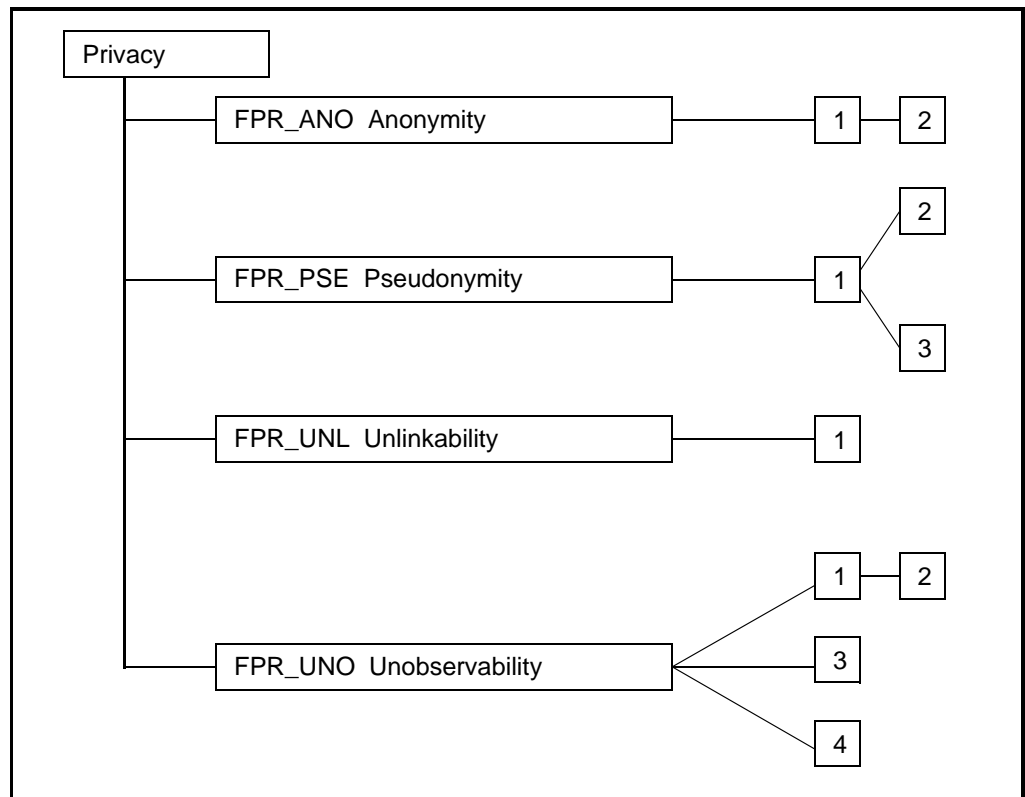 Privacy
FPR_ANO Anonymity 1 2
2
FPR_PSE Pseudonymity 1
3
FPR_UNL Unlinkability 1
1 2
FPR_UNO Unobservability 3
4